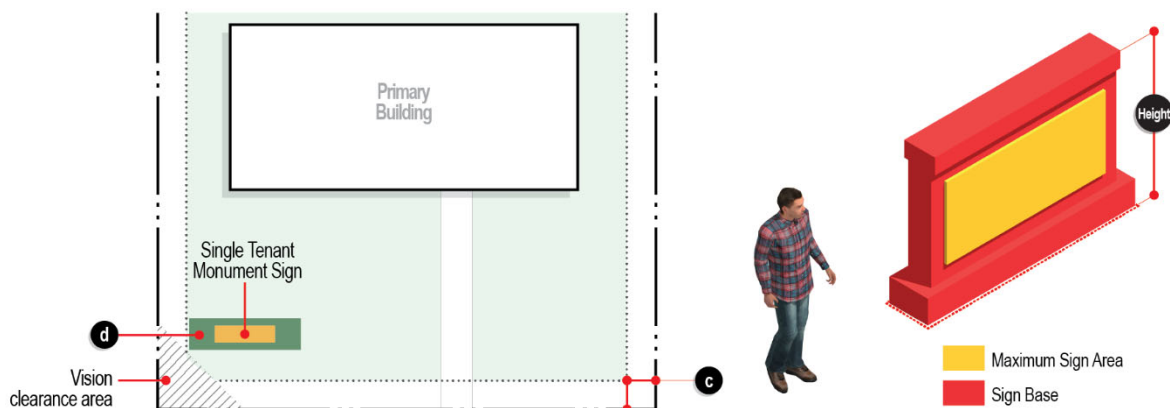 Primary
Building
Single Tenant
Monument Sign
d
Vision
clearance area
c
Height
Maximum Sign Area
Sign Base